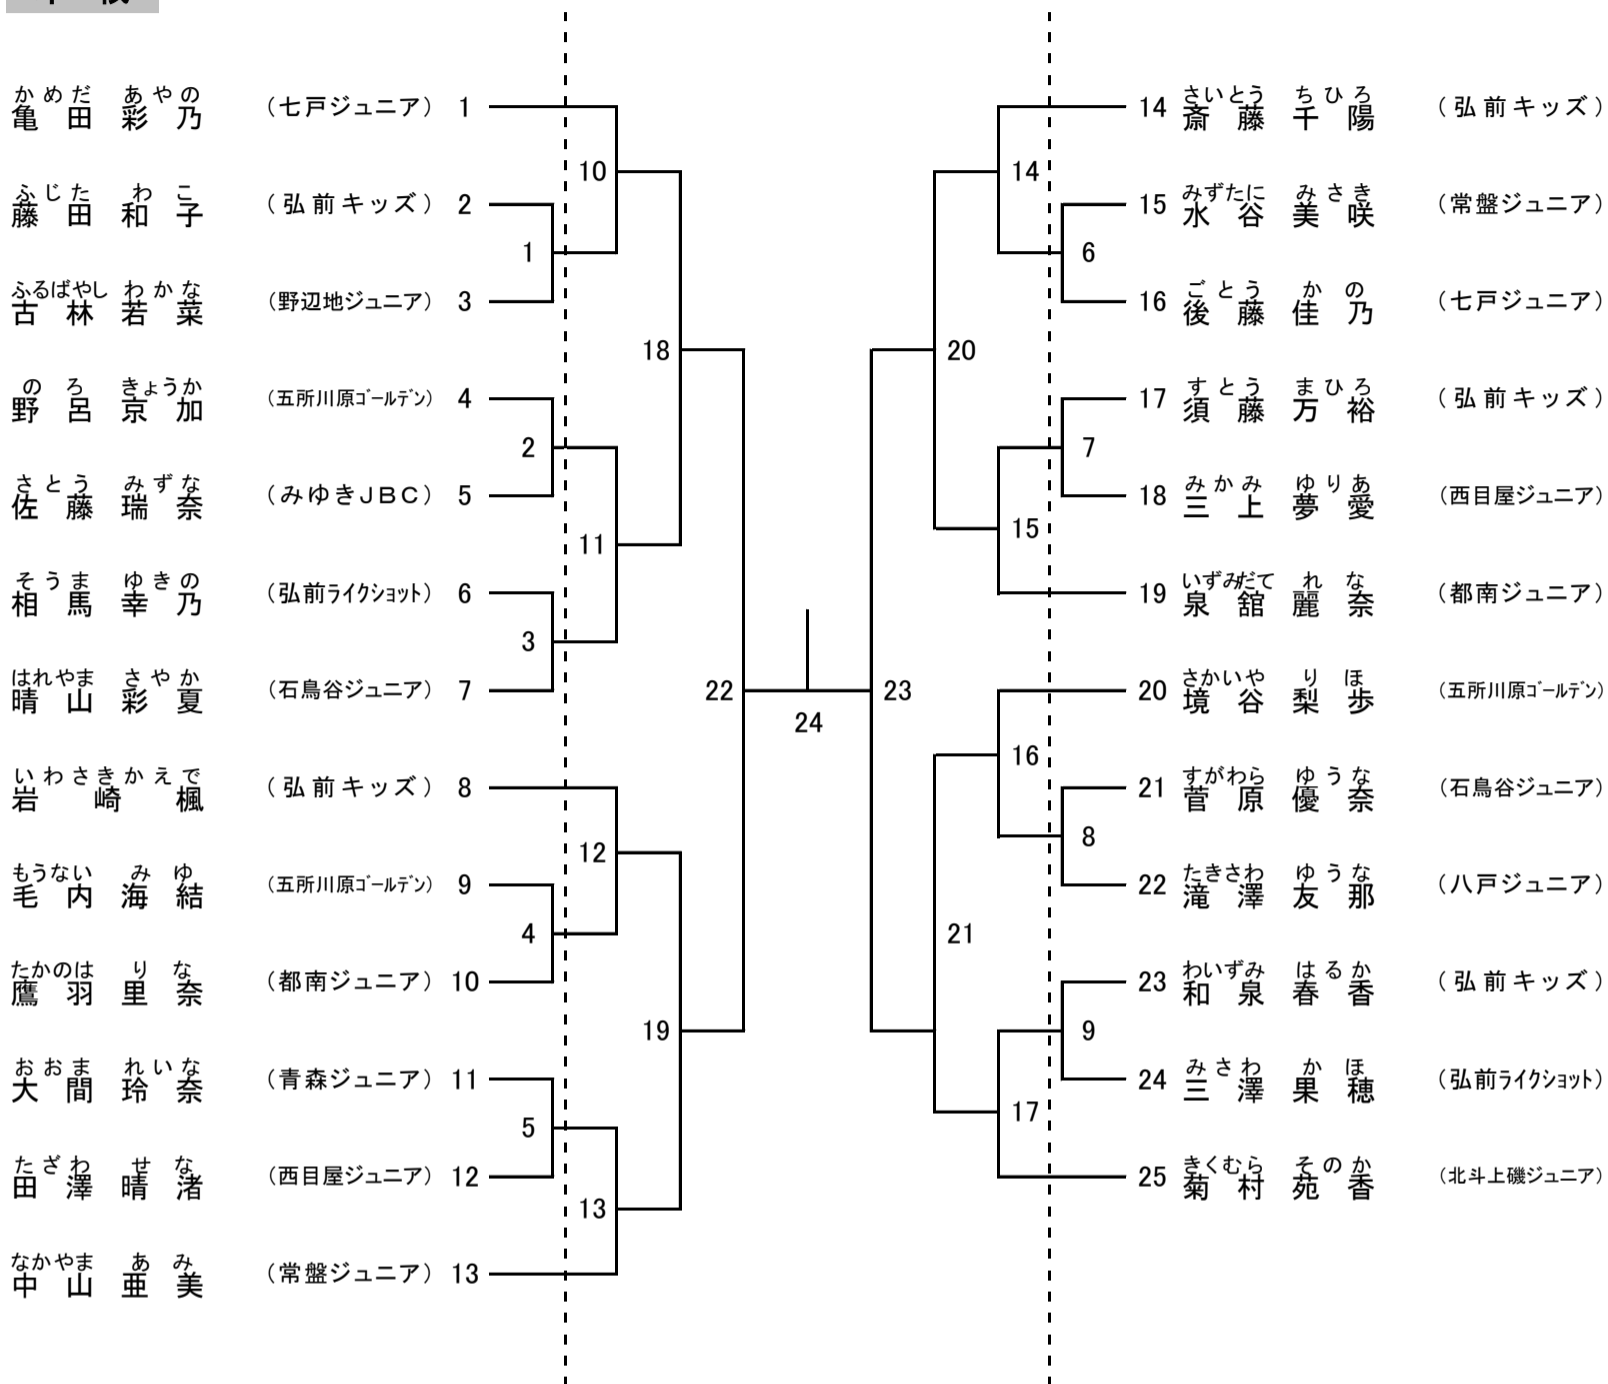 かめだ あやの
亀田 彩乃 （七戸ジュニア） 1
ふじた わこ
藤田 和子 （弘前キッズ） 2
ふるばやし わかな
古林 若菜 （野辺地ジュニア） 3
のろ きょうか
野呂 京加 （五所川原ｺﾞｰﾙﾃﾞﾝ） 4
さとう みずな
佐藤 瑞奈 （みゆきＪＢＣ） 5
そうま ゆきの
相馬 幸乃 （弘前ﾗｲｸｼｮｯﾄ） 6
はれやま さやか
晴山 彩夏 （石鳥谷ジュニア） 7
いわさき かえで
岩崎 楓 （弘前キッズ） 8
もうない みゆ
毛内 海結 （五所川原ｺﾞｰﾙﾃﾞﾝ） 9
たかのは りな
鷹羽 里奈 （都南ジュニア） 10
おおま れいな
大間 玲奈 （青森ジュニア） 11
たざわ せな
田澤 晴渚 （西目屋ジュニア） 12
なかやま あみ
中山 亜美 （常盤ジュニア） 13
1
2
3
4
5
10
11
12
13
18
19
22
24
23
20
21
14
15
16
17
6
7
8
9
さいとう ちひろ
14 斎藤 千陽 （弘前キッズ）
みずたに みさき
15 水谷 美咲 （常盤ジュニア）
ごとう かの
16 後藤 佳乃 （七戸ジュニア）
すとう まひろ
17 須藤 万裕 （弘前キッズ）
みかみ ゆりあ
18 三上 夢愛 （西目屋ジュニア）
いずみだて れな
19 泉舘 麗奈 （都南ジュニア）
さかいや りほ
20 境谷 梨歩 （五所川原ｺﾞｰﾙﾃﾞﾝ）
すがわら ゆうな
21 菅原 優奈 （石鳥谷ジュニア）
たきさわ ゆうな
22 滝澤 友那 （八戸ジュニア）
わいずみ はるか
23 和泉 春香 （弘前キッズ）
みさわ かほ
24 三澤 果穂 （弘前ﾗｲｸｼｮｯﾄ）
きくむら そのか
25 菊村 苑香 （北斗上磯ジュニア）